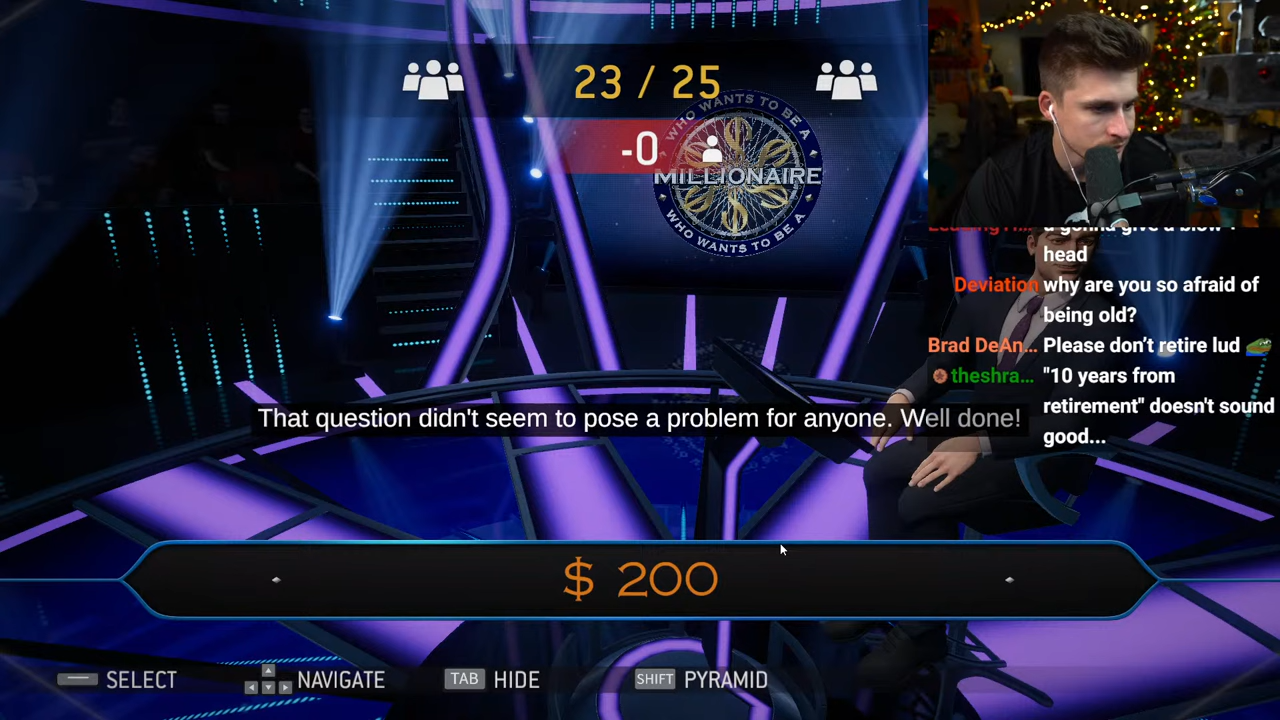 23 / 25
-0
WHO WANTS TO BE A
MILLIONAIRE
WHO WANTS TO BE A
u gonna give a
head
Deviation why are you so afraid of
being old?
Brad DeAn... Please don't retire lud
theshra... "10 years from
retirement" doesn't sound
good...
That question didn't seem to pose a problem for anyone. Well done!
$ 200
SELECT
NAVIGATE
TAB HIDE
SHIFT PYRAMID